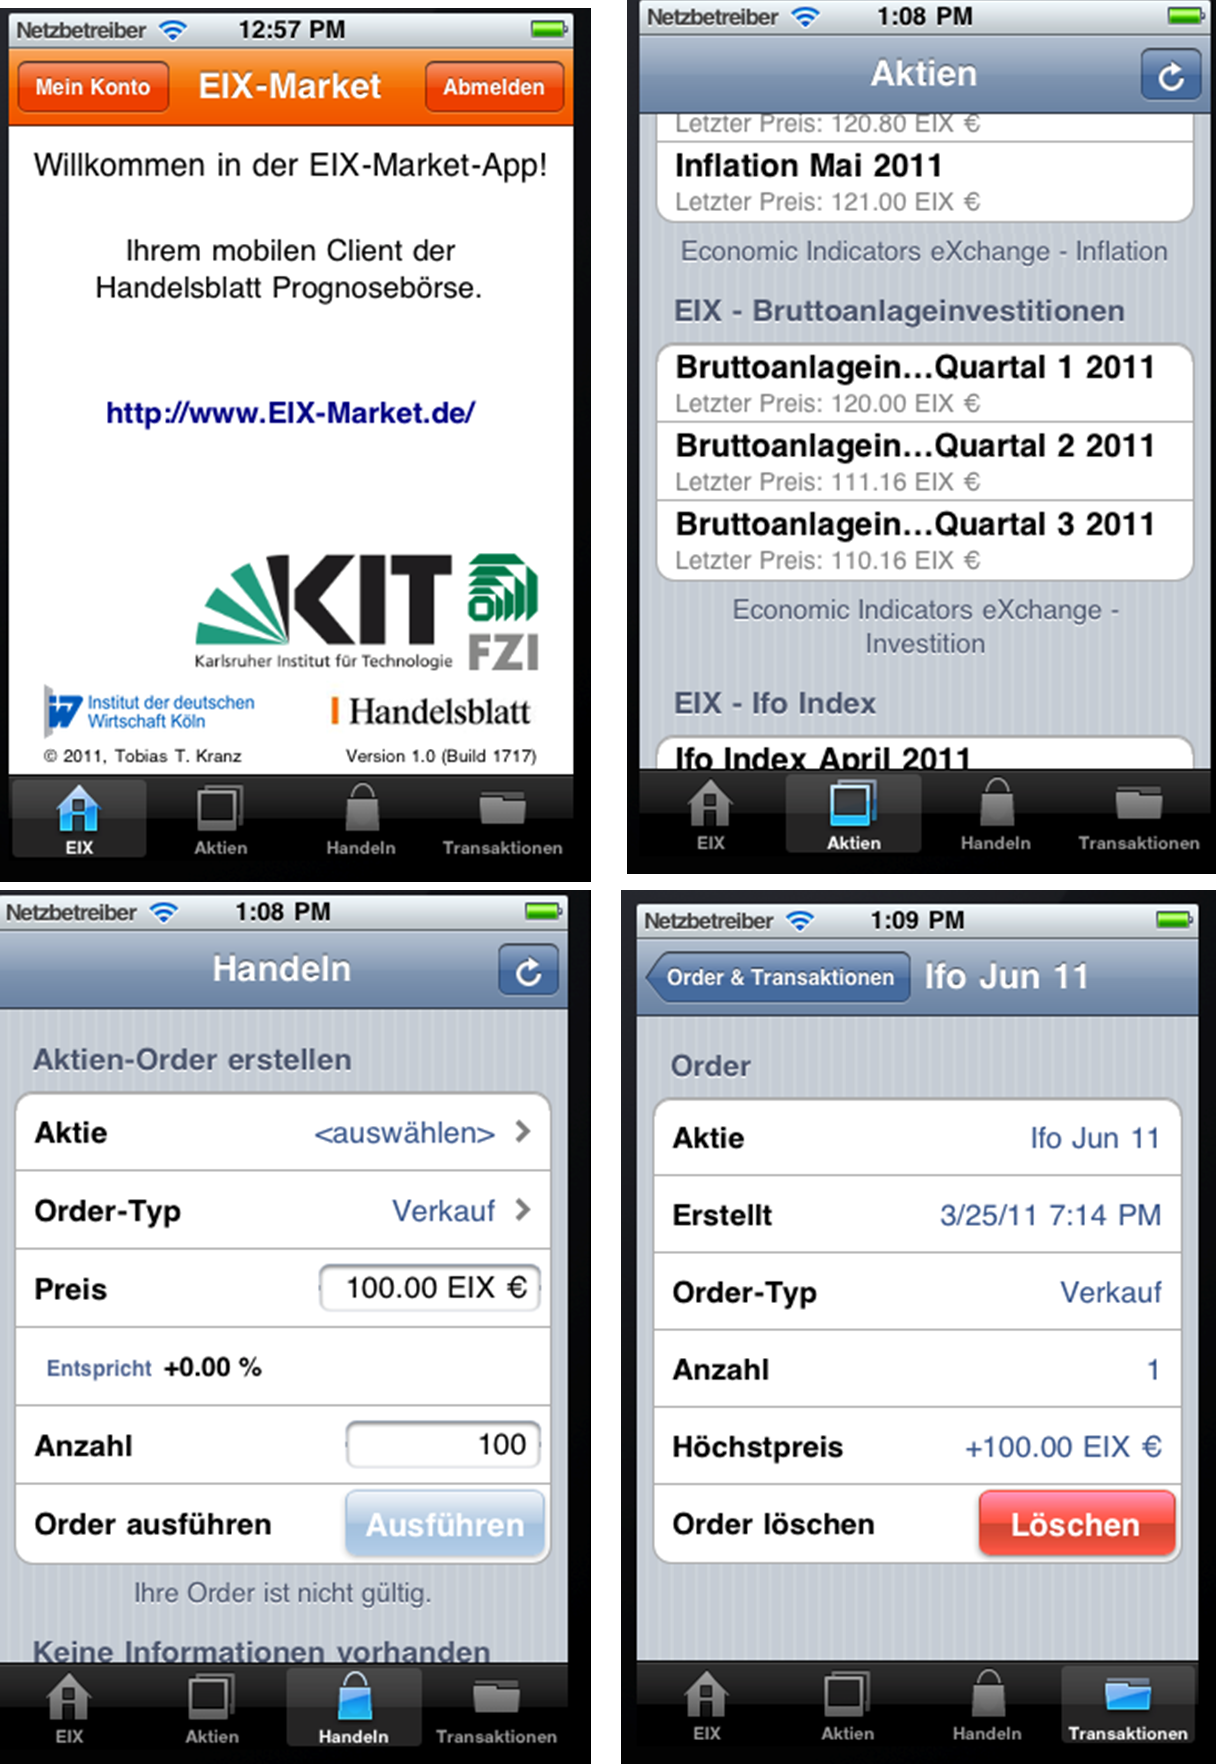 Netzbetreiber 12:57 PM
Mein Konto EIX-Market Abmelden
Willkommen in der EIX-Market-App!
Ihrem mobilen Client der
Handelsblatt Prognosebörse.
http://www.EIX-Market.de/
KIT
Karlsruher Institut für Technologie
FZI
iw Institut der deutschen
Wirtschaft Köln
Handelsblatt
© 2011, Tobias T. Kranz Version 1.0 (Build 1717)
EIX Aktien Handeln Transaktionen
Netzbetreiber 1:08 PM
Aktien
Letzter Preis: 120.80 EIX €
Inflation Mai 2011
Letzter Preis: 121.00 EIX €
Economic Indicators eXchange - Inflation
EIX - Bruttoanlageinvestitionen
Bruttoanlagein...Quartal 1 2011
Letzter Preis: 120.00 EIX €
Bruttoanlagein...Quartal 2 2011
Letzter Preis: 111.16 EIX €
Bruttoanlagein...Quartal 3 2011
Letzter Preis: 110.16 EIX €
Economic Indicators eXchange -
Investition
EIX - Ifo Index
Ifo Index April 2011
EIX Aktien Handeln Transaktionen
Netzbetreiber 1:08 PM
Handeln
Aktien-Order erstellen
Aktie <auswählen>
Order-Typ Verkauf
Preis 100.00 EIX €
Entspricht +0.00 %
Anzahl 100
Order ausführen Ausführen
Ihre Order ist nicht gültig.
Keine Informationen vorhanden
EIX Aktien Handeln Transaktionen
Netzbetreiber 1:09 PM
Order & Transaktionen Ifo Jun 11
Order
Aktie Ifo Jun 11
Erstellt 3/25/11 7:14 PM
Order-Typ Verkauf
Anzahl 1
Höchstpreis +100.00 EIX €
Order löschen Löschen
EIX Aktien Handeln Transaktionen